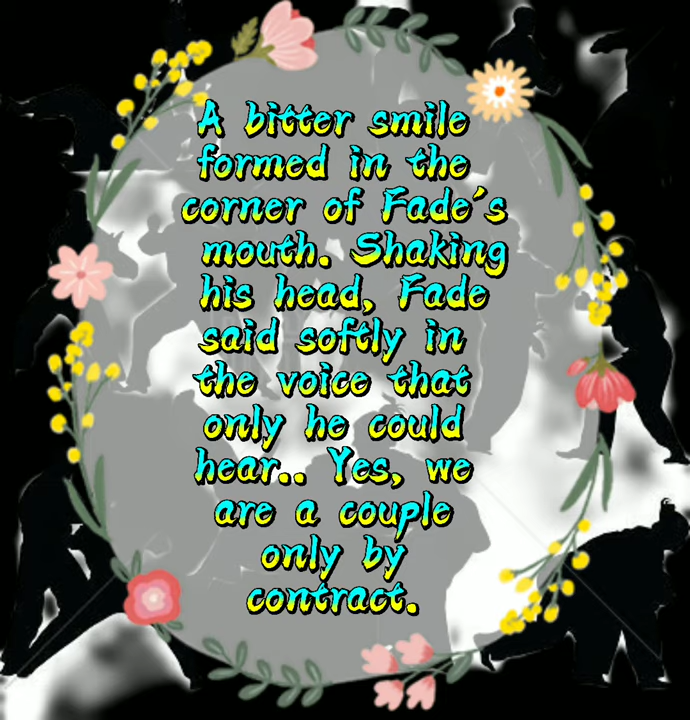 A bitter smile
formed in the
corner of Fade's
mouth. Shaking
his head, Fade
said softly in
the voice that
only he could
hear.. Yes, we
are a couple
only by
contract.